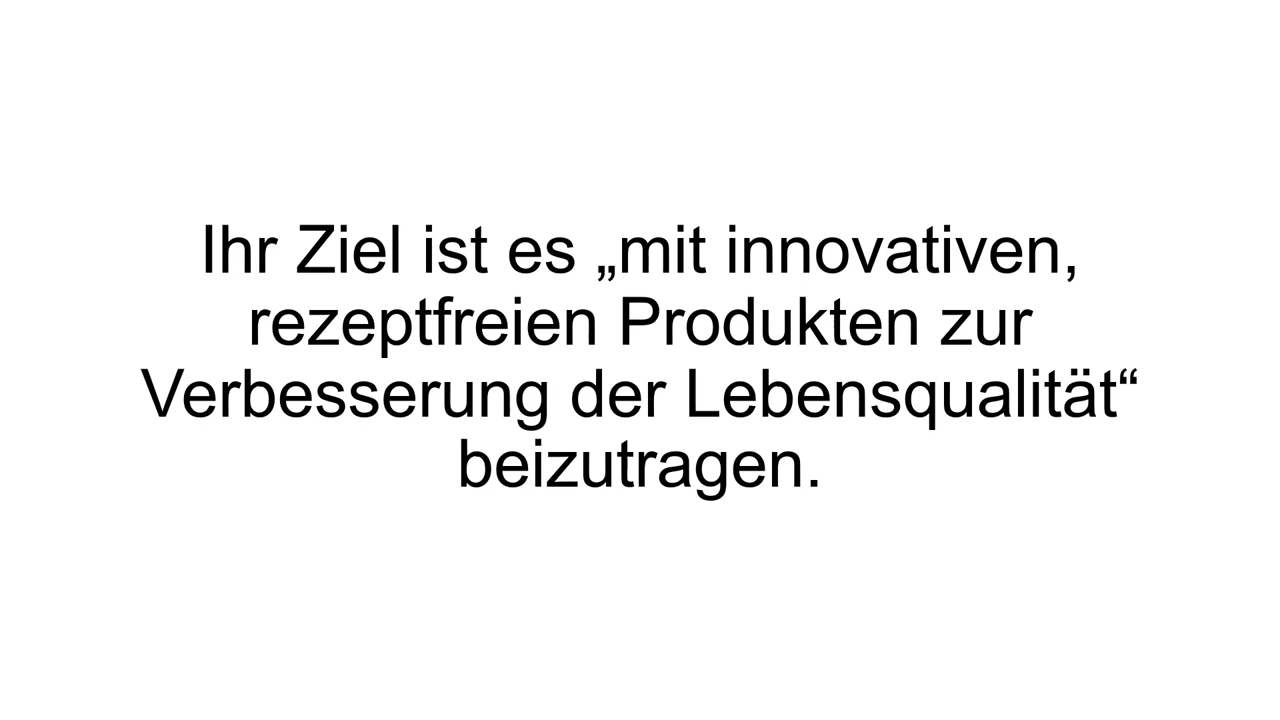 Ihr Ziel ist es „mit innovativen,
rezeptfreien Produkten zur
Verbesserung der Lebensqualität“
beizutragen.